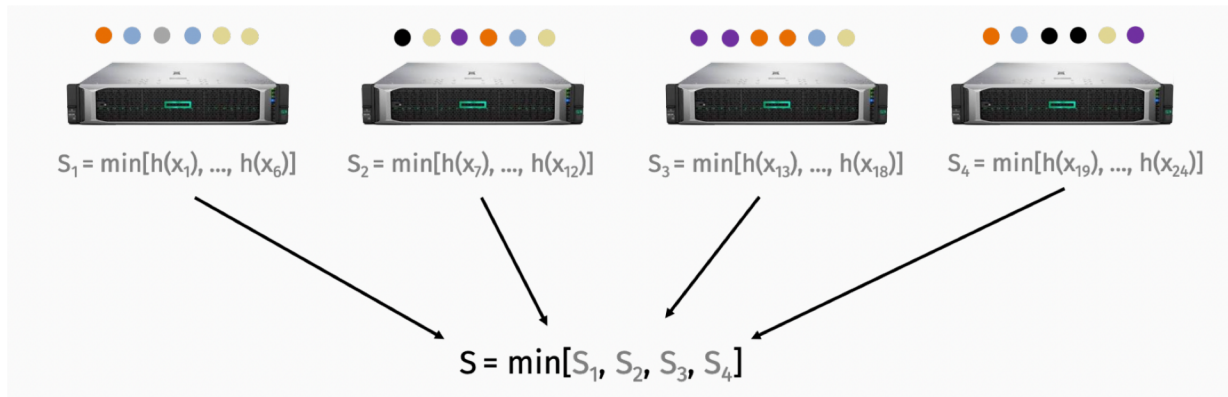 S₁ = min[h(x₁), ..., h(x₆)]
S₂ = min[h(x₇), ..., h(x₁₂)]
S₃ = min[h(x₁₃), ..., h(x₁₈)]
S₄ = min[h(x₁₉), ..., h(x₂₄)]
S = min[S₁, S₂, S₃, S₄]